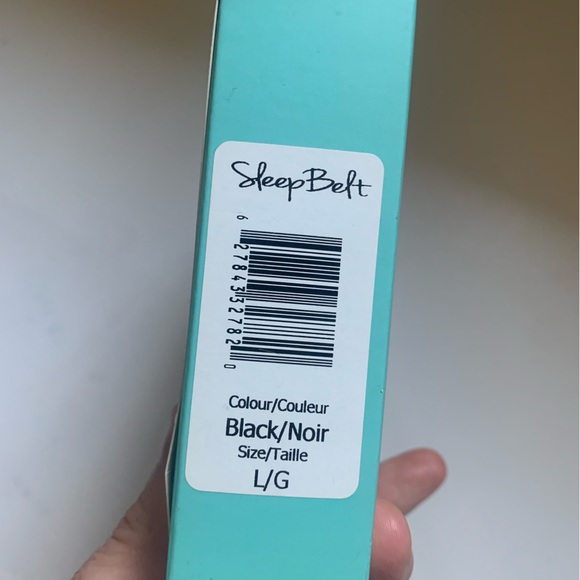 SleepBelt
6 27843 32782 0
Colour/Couleur
Black/Noir
Size/Taille
L/G